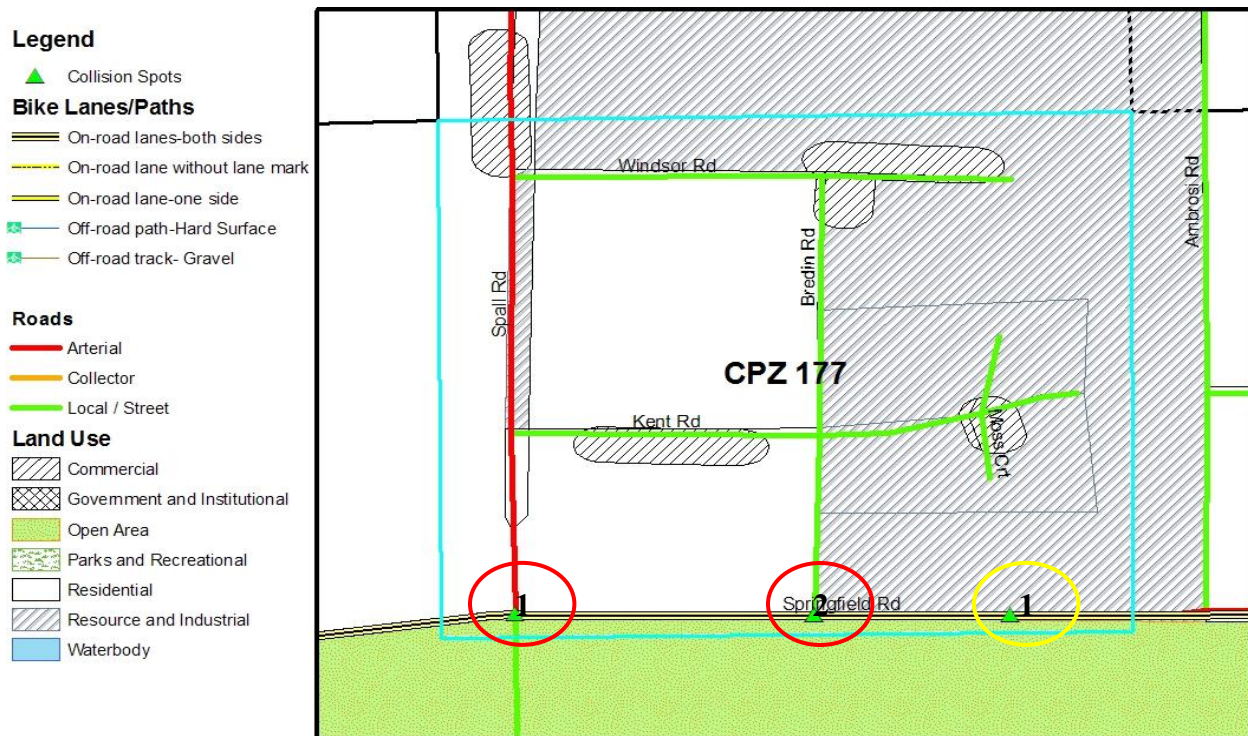 Legend
Collision Spots
Bike Lanes/Paths
On-road lanes-both sides
On-road lane without lane mark
On-road lane-one side
Off-road path-Hard Surface
Off-road track- Gravel
Roads
Arterial
Collector
Local / Street
Land Use
Commercial
Government and Institutional
Open Area
Parks and Recreational
Residential
Resource and Industrial
Waterbody
Windsor Rd
Ambrosi Rd
Bredin Rd
Spall Rd
CPZ 177
Kent Rd
Moss Crt
Springfield Rd
1
2
1